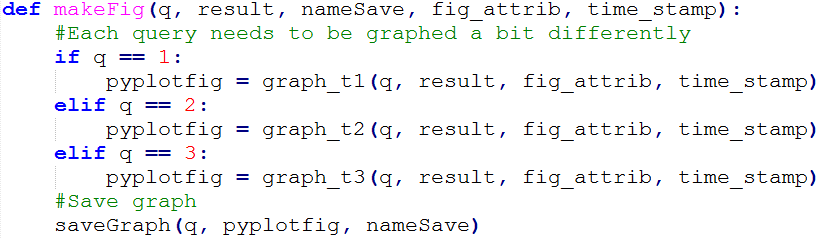 def makeFig(q, result, nameSave, fig_attrib, time_stamp):
    #Each query needs to be graphed a bit differently
    if q == 1:
        pyplotfig = graph_t1(q, result, fig_attrib, time_stamp)
    elif q == 2:
        pyplotfig = graph_t2(q, result, fig_attrib, time_stamp)
    elif q == 3:
        pyplotfig = graph_t3(q, result, fig_attrib, time_stamp)
    #Save graph
    saveGraph(q, pyplotfig, nameSave)